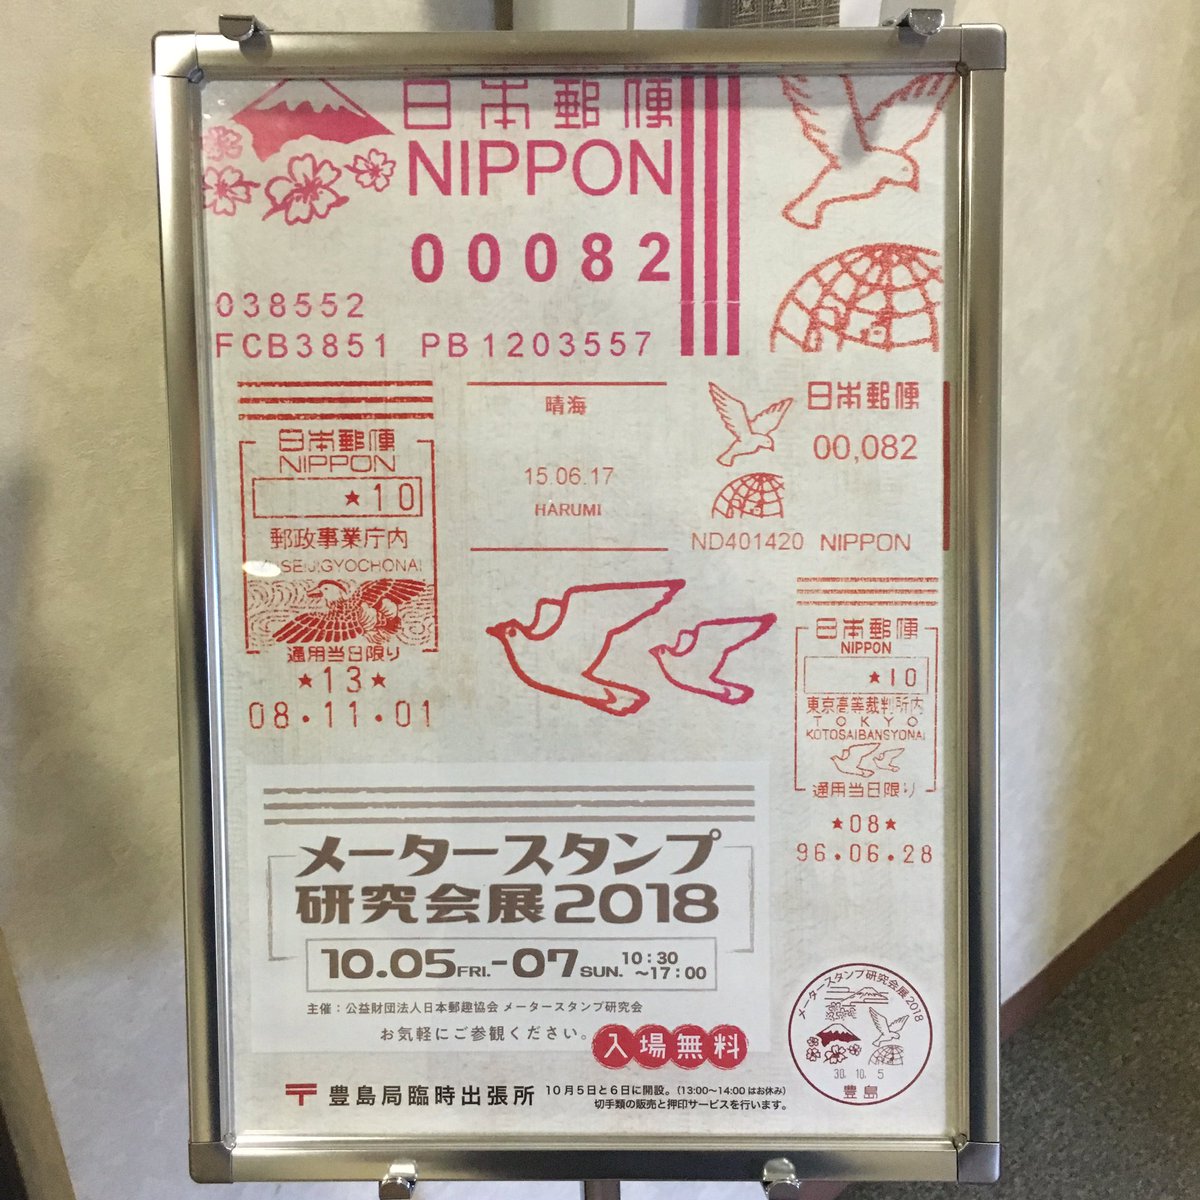 日本郵便
NIPPON
00082
038552
FCB3851 PB1203557
日本郵便
NIPPON
★10
郵政事業庁内
SEIJIGYOCHONAI
通用当日限り
★13★
08.11.01
晴海
15.06.17
HARUMI
日本郵便
00,082
ND401420 NIPPON
日本郵便
NIPPON
★10
東京高等裁判所内
TOKYO
KOTOSAIBANSYONAI
通用当日限り
★08★
96.06.28
メータースタンプ
研究会展2018
10.05FRI.-07SUN. 10:30
～17:00
主催：公益財団法人日本郵趣協会 メータースタンプ研究会
お気軽にご参観ください。
入場無料
メータースタンプ研究会展2018
30.10.5
豊島
〒豊島局臨時出張所
10月5日と6日に開設。（13:00～14:00はお休み）
切手類の販売と押印サービスを行います。